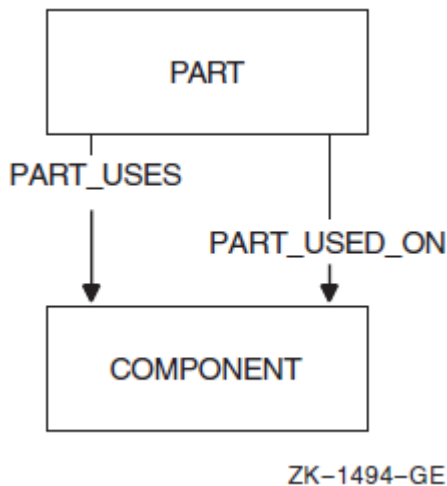 PART
PART_USES
PART_USED_ON
COMPONENT
ZK–1494–GE